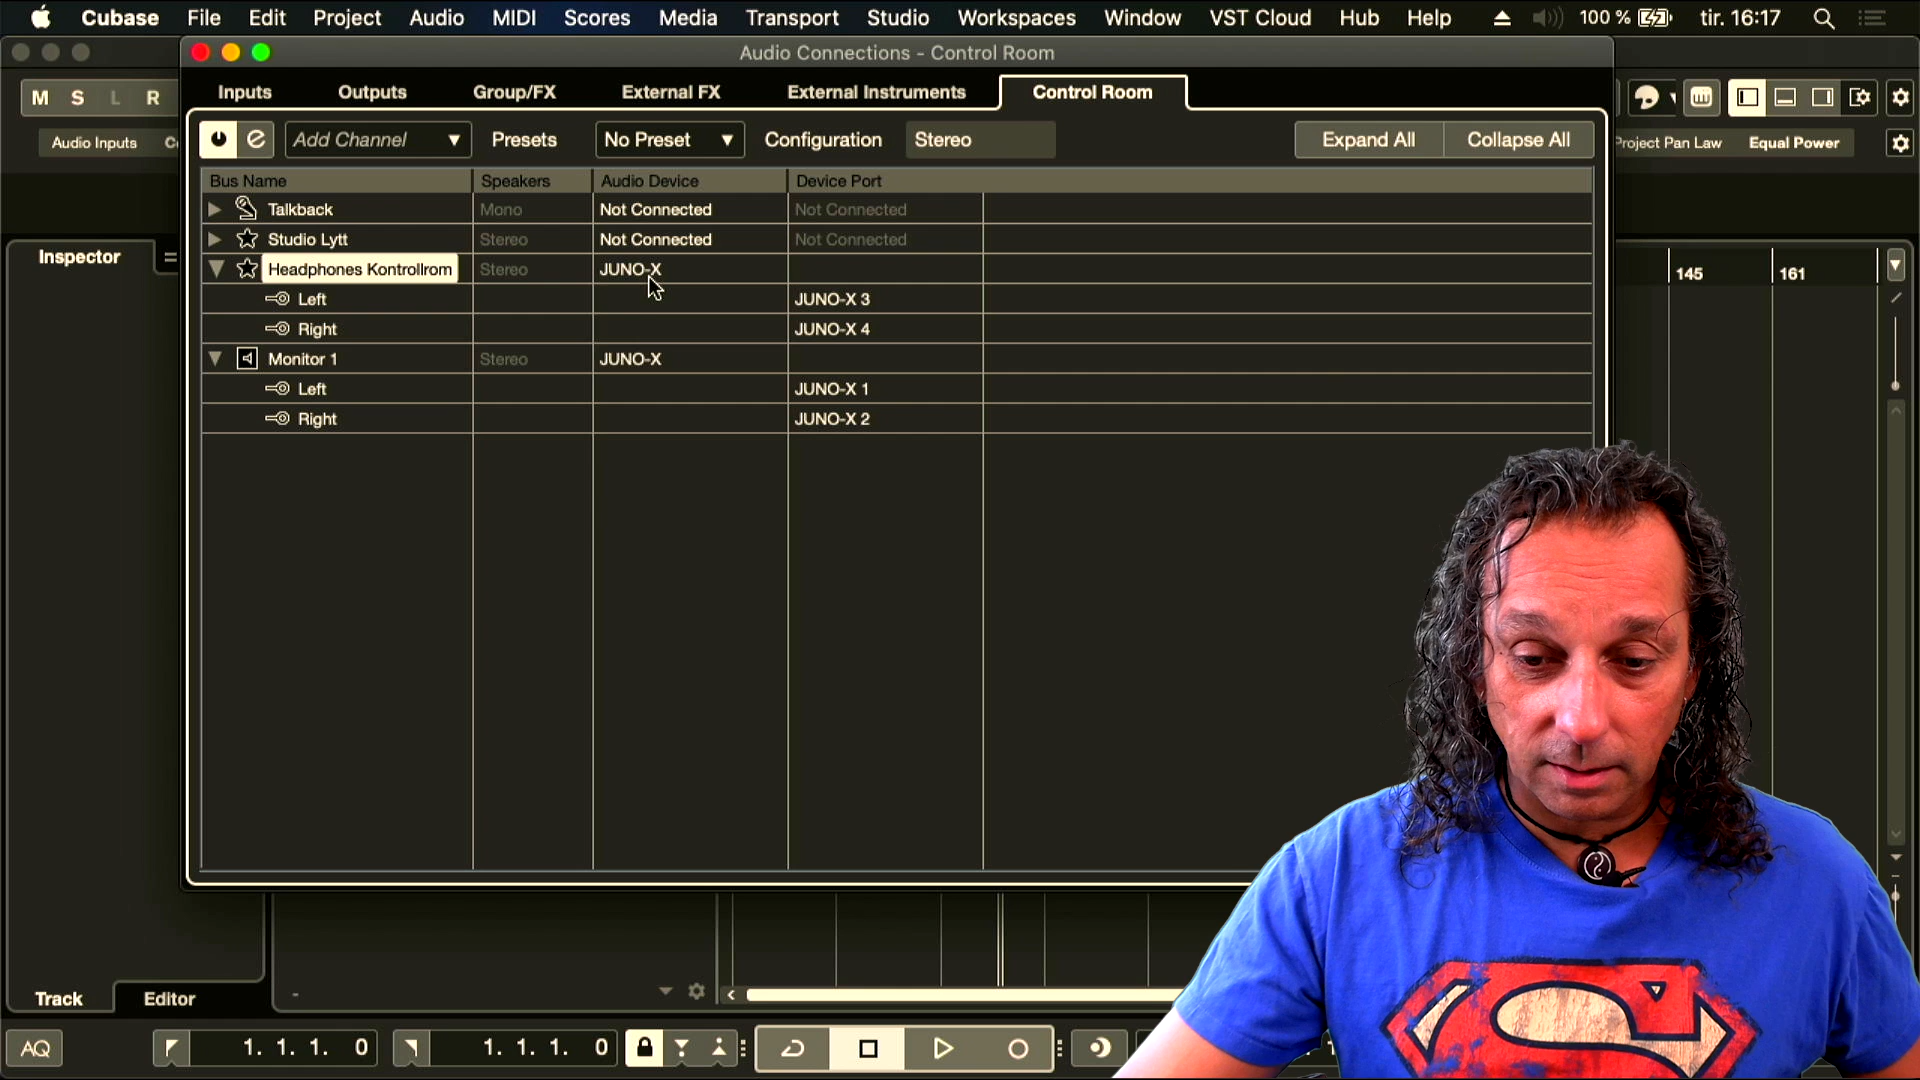 Cubase File Edit Project Audio MIDI Scores Media Transport Studio Workspaces Window VST Cloud Hub Help 100 % tir. 16:17
Audio Connections - Control Room
Inputs Outputs Group/FX External FX External Instruments Control Room
M S L R
e Add Channel Presets No Preset Configuration Stereo Expand All Collapse All
Audio Inputs Project Pan Law Equal Power
Bus Name Speakers Audio Device Device Port
Talkback Mono Not Connected Not Connected
Studio Lytt Stereo Not Connected Not Connected
Inspector
Headphones Kontrollrom Stereo JUNO-X
145 161
Left JUNO-X 3
Right JUNO-X 4
Monitor 1 Stereo JUNO-X
Left JUNO-X 1
Right JUNO-X 2
Track Editor -
AQ 1. 1. 1. 0 1. 1. 1. 0
S